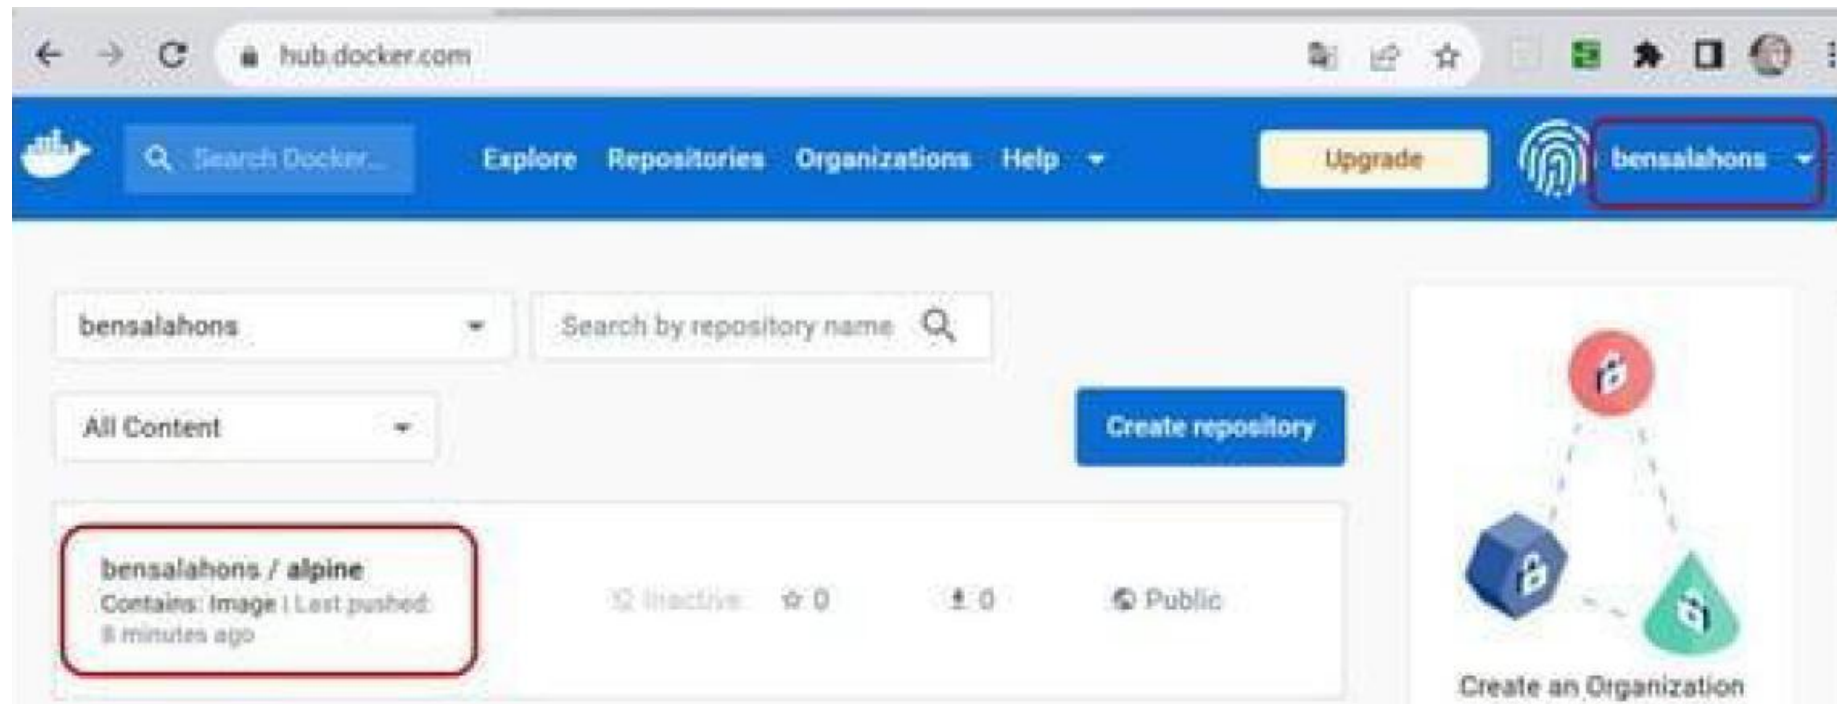 hub.docker.com
Search Docker...
Explore Repositories Organizations Help
Upgrade
bensalahons
bensalahons
Search by repository name
All Content
Create repository
bensalahons / alpine
Contains: Image | Last pushed:
8 minutes ago
Inactive
0
0
Public
Create an Organization